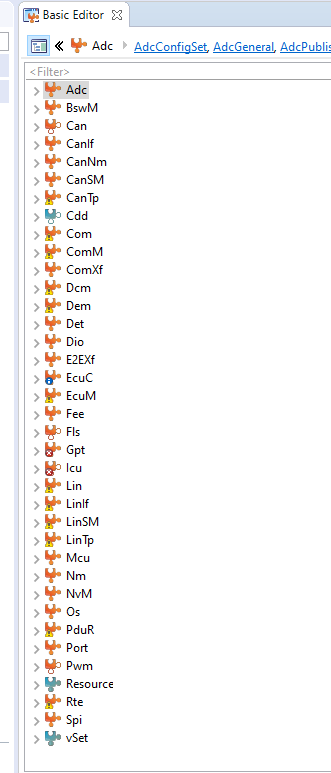 Basic Editor
Adc AdcConfigSet, AdcGeneral, AdcPublis
<Filter>
Adc
BswM
Can
CanIf
CanNm
CanSM
CanTp
Cdd
Com
ComM
ComXf
Dcm
Dem
Det
Dio
E2EXf
EcuC
EcuM
Fee
Fls
Gpt
Icu
Lin
LinIf
LinSM
LinTp
Mcu
Nm
NvM
Os
PduR
Port
Pwm
Resource
Rte
Spi
vSet